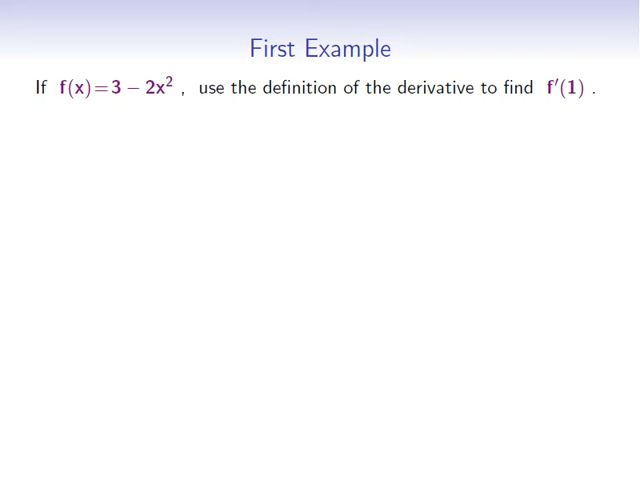 First Example
If f(x)=3 − 2x² , use the definition of the derivative to find f′(1) .